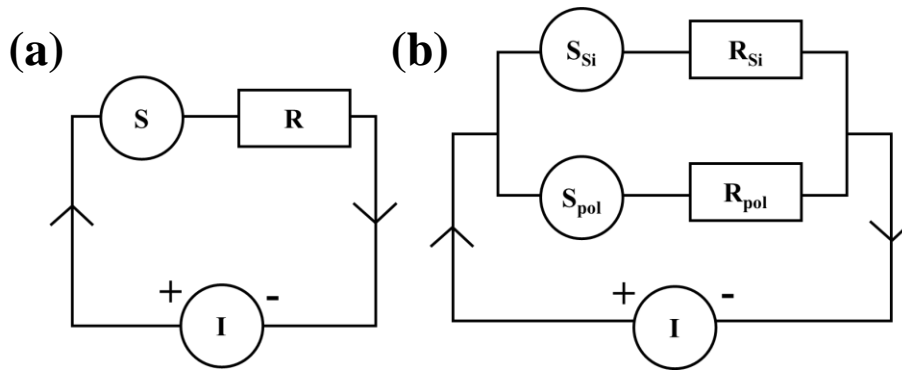 (a)
S
R
+
-
I
(b)
S_Si
R_Si
S_pol
R_pol
+
-
I